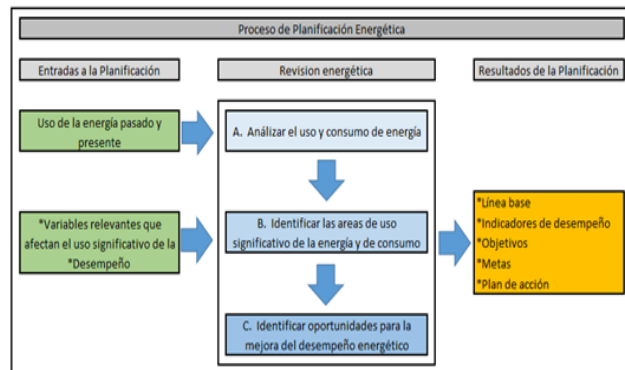 Proceso de Planificación Energética
Entradas a la Planificación
Revision energética
Resultados de la Planificación
Uso de la energía pasado y
presente
A. Análizar el uso y consumo de energía
*Variables relevantes que
afectan el uso significativo de la
*Desempeño
B. Identificar las areas de uso
significativo de la energía y de consumo
C. Identificar oportunidades para la
mejora del desempeño energético
*Línea base
*Indicadores de desempeño
*Objetivos
*Metas
*Plan de acción